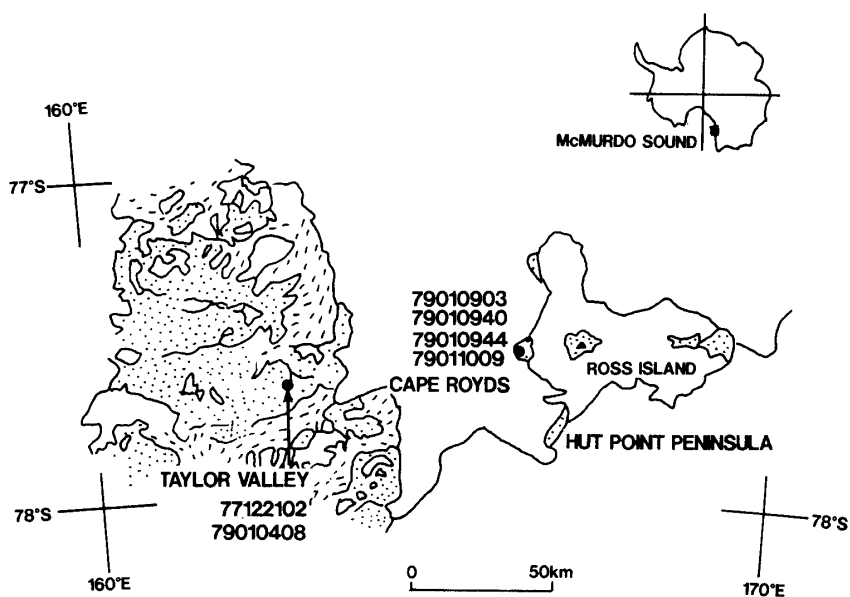 160°E
77°S
McMURDO SOUND
79010903
79010940
79010944
79011009
CAPE ROYDS
ROSS ISLAND
HUT POINT PENINSULA
TAYLOR VALLEY
77122102
79010408
78°S
78°S
160°E
0 50km
170°E